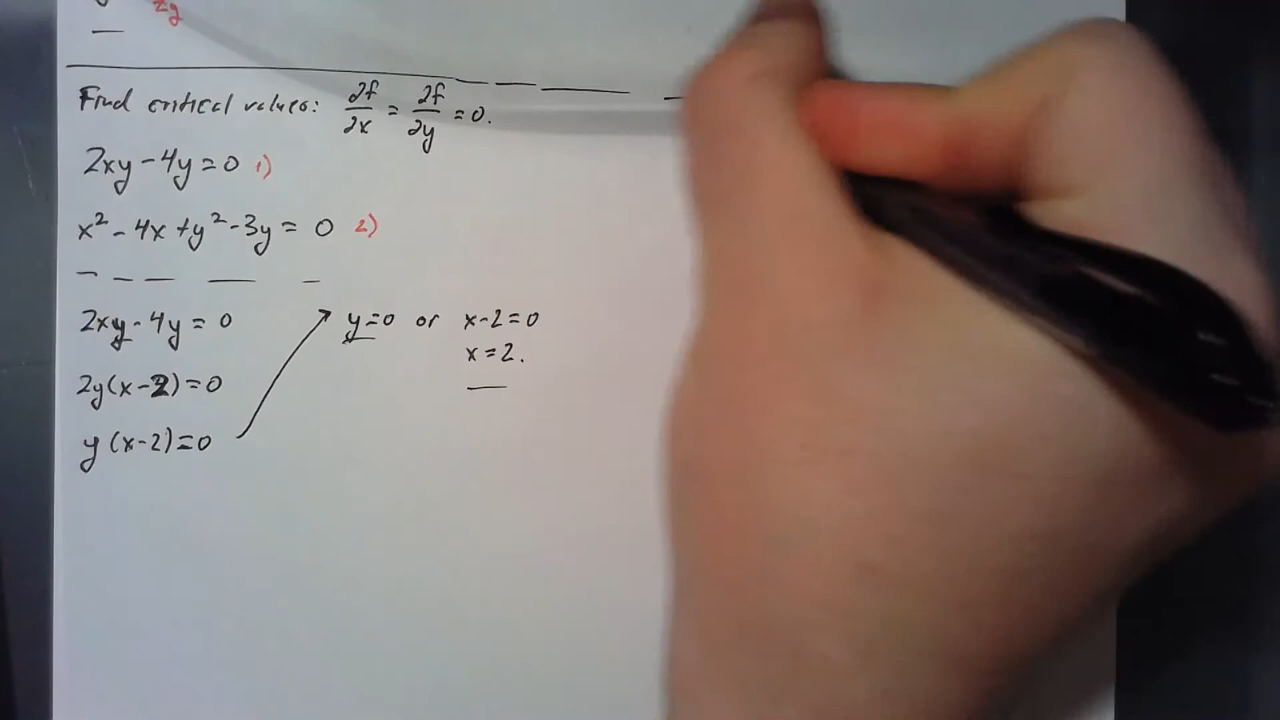 2y
Find critical values: ∂f/∂x = ∂f/∂y = 0.
2xy - 4y = 0 1)
x² - 4x + y² - 3y = 0 2)
2xy - 4y = 0
y = 0 or x - 2 = 0
x = 2.
2y(x - 2) = 0
y(x - 2) = 0